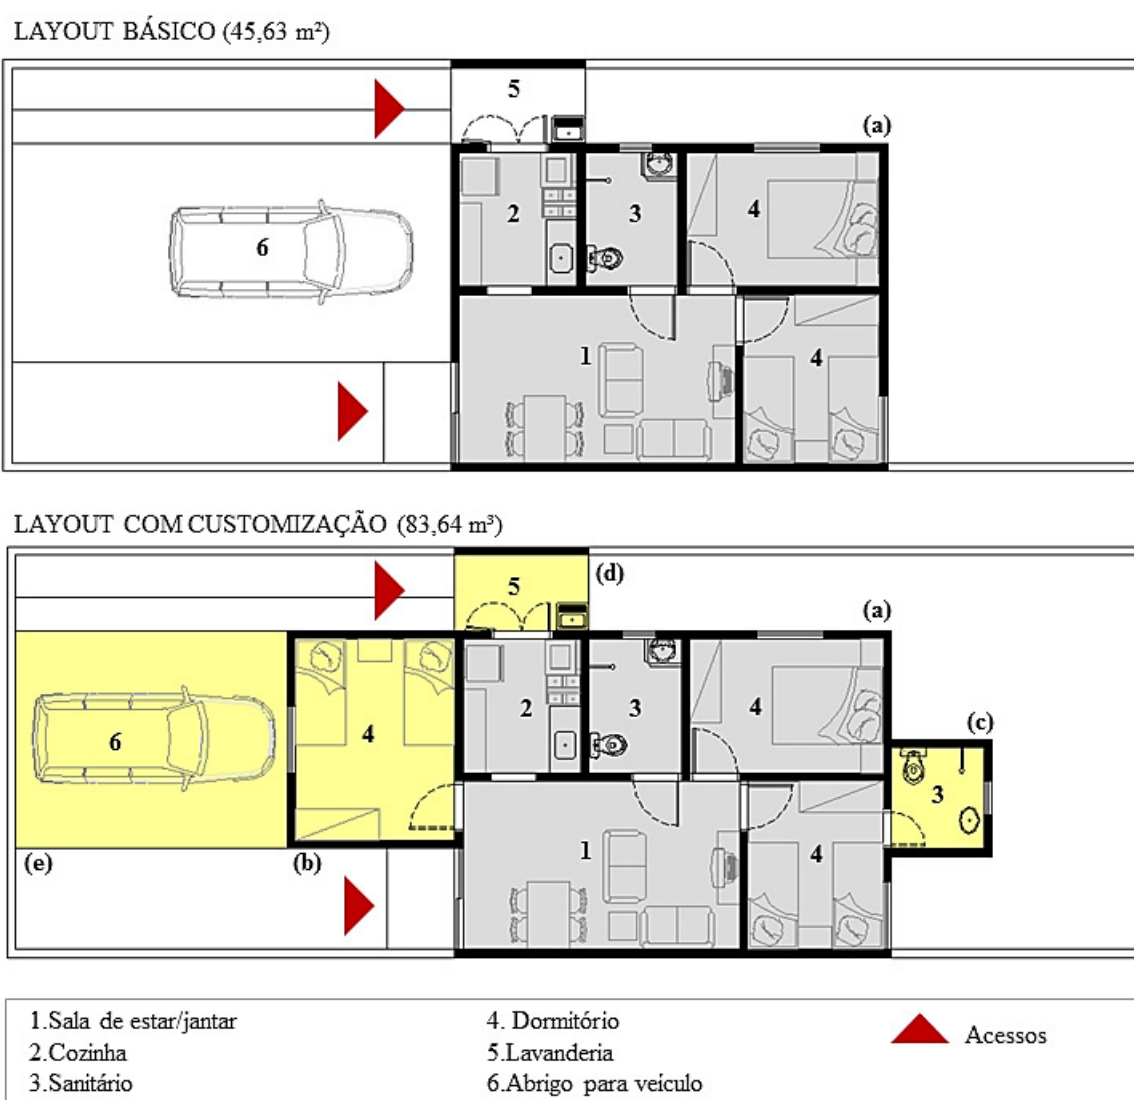 LAYOUT BÁSICO (45,63 m²)
5
(a)
2
3
4
6
1
4
LAYOUT COM CUSTOMIZAÇÃO (83,64 m³)
(d)
5
(a)
2
3
4
4
(c)
6
3
1
4
(e)
(b)
1.Sala de estar/jantar
2.Cozinha
3.Sanitário
4. Dormitório
5.Lavanderia
6.Abrigo para veículo
Acessos